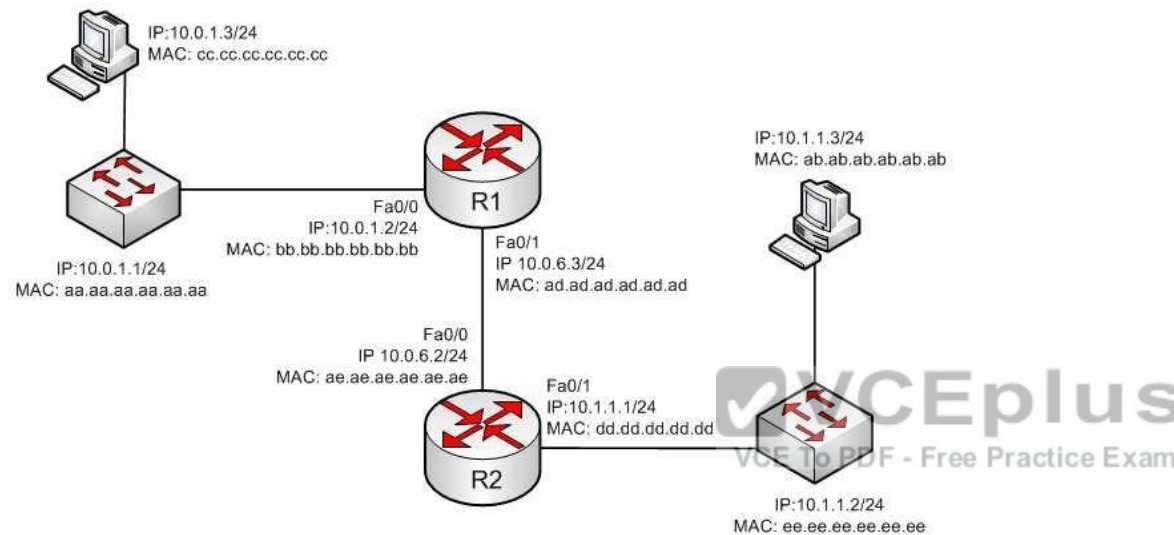 IP:10.0.1.3/24
MAC: cc.cc.cc.cc.cc.cc
IP:10.1.1.3/24
MAC: ab.ab.ab.ab.ab.ab
R1
Fa0/0
IP:10.0.1.2/24
MAC: bb.bb.bb.bb.bb.bb
Fa0/1
IP 10.0.6.3/24
MAC: ad.ad.ad.ad.ad.ad
IP:10.0.1.1/24
MAC: aa.aa.aa.aa.aa.aa
Fa0/0
IP 10.0.6.2/24
MAC: ae.ae.ae.ae.ae.ae
Fa0/1
IP:10.1.1.1/24
MAC: dd.dd.dd.dd.dd
VCEplus
VCE To PDF - Free Practice Exam
R2
IP:10.1.1.2/24
MAC: ee.ee.ee.ee.ee.ee